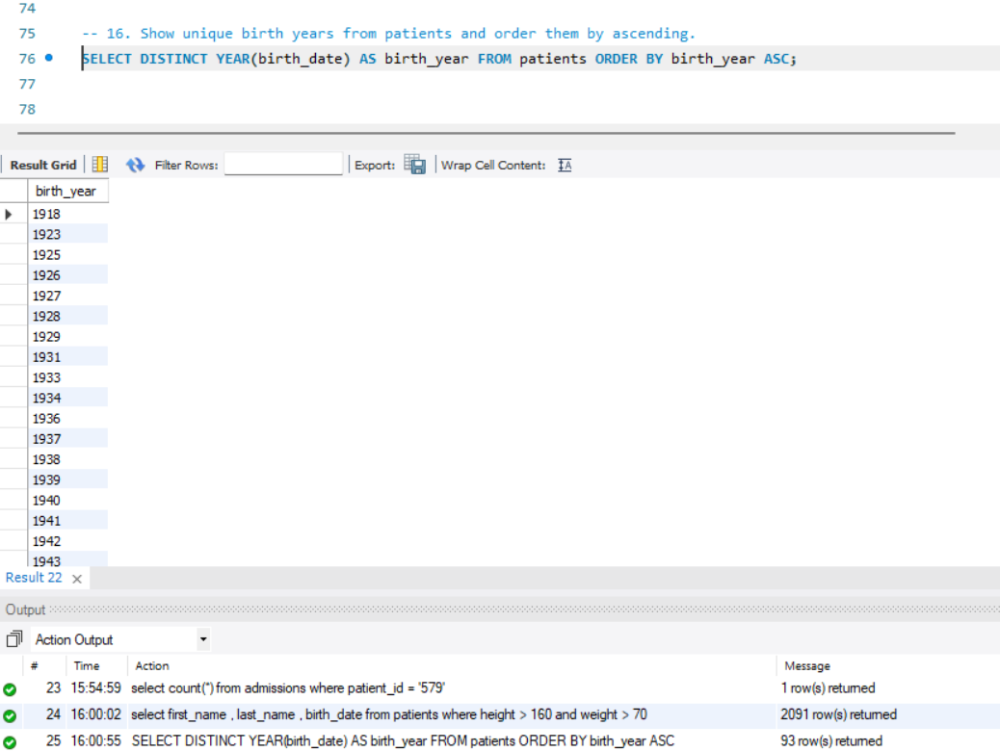 74
75 -- 16. Show unique birth years from patients and order them by ascending.
76 SELECT DISTINCT YEAR(birth_date) AS birth_year FROM patients ORDER BY birth_year ASC;
77
78
Result Grid Filter Rows: Export: Wrap Cell Content: IA
birth_year
1918
1923
1925
1926
1927
1928
1929
1931
1933
1934
1936
1937
1938
1939
1940
1941
1942
1943
Result 22 ×
Output
Action Output
# Time Action Message
23 15:54:59 select count(*) from admissions where patient_id = '579' 1 row(s) returned
24 16:00:02 select first_name , last_name , birth_date from patients where height > 160 and weight > 70 2091 row(s) returned
25 16:00:55 SELECT DISTINCT YEAR(birth_date) AS birth_year FROM patients ORDER BY birth_year ASC 93 row(s) returned